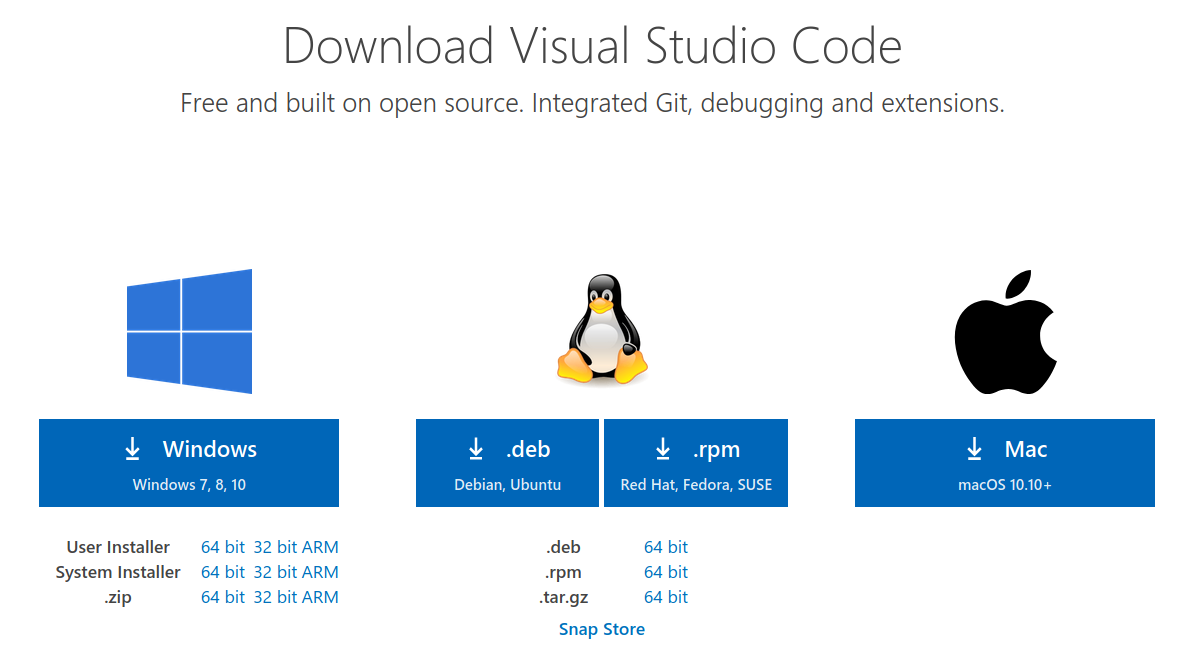 Download Visual Studio Code
Free and built on open source. Integrated Git, debugging and extensions.
Windows
Windows 7, 8, 10
User Installer 64 bit 32 bit ARM
System Installer 64 bit 32 bit ARM
.zip 64 bit 32 bit ARM
.deb
Debian, Ubuntu
.rpm
Red Hat, Fedora, SUSE
.deb 64 bit
.rpm 64 bit
.tar.gz 64 bit
Snap Store
Mac
macOS 10.10+